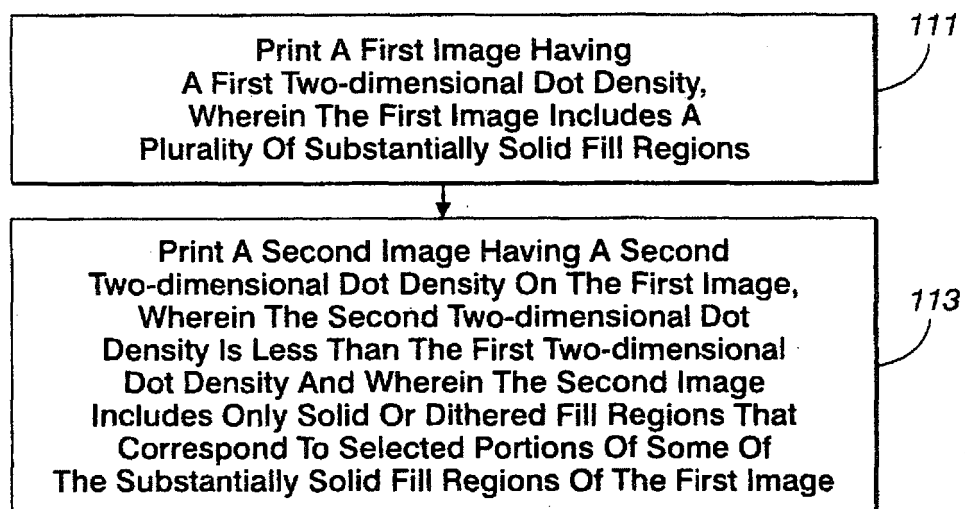 Print A First Image Having
A First Two-dimensional Dot Density,
Wherein The First Image Includes A
Plurality Of Substantially Solid Fill Regions
111
Print A Second Image Having A Second
Two-dimensional Dot Density On The First Image,
Wherein The Second Two-dimensional Dot
Density Is Less Than The First Two-dimensional
Dot Density And Wherein The Second Image
Includes Only Solid Or Dithered Fill Regions That
Correspond To Selected Portions Of Some Of
The Substantially Solid Fill Regions Of The First Image
113